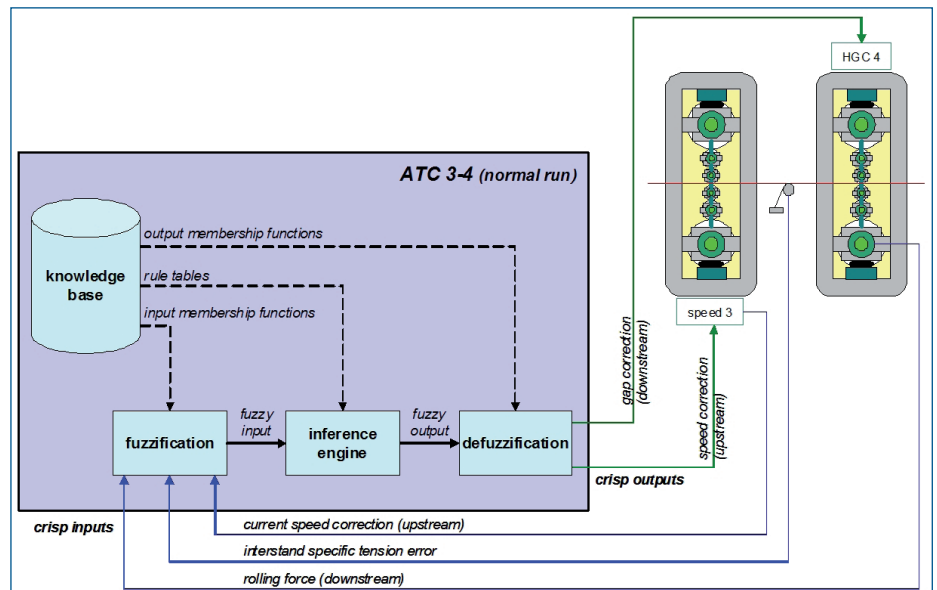 HGC 4
ATC 3-4 (normal run)
output membership functions
knowledge
base
rule tables
input membership functions
speed 3
gap correction
(downstream)
speed correction
(upstream)
fuzzification
fuzzy
input
inference
engine
fuzzy
output
defuzzification
crisp outputs
crisp inputs
current speed correction (upstream)
interstand specific tension error
rolling force (downstream)